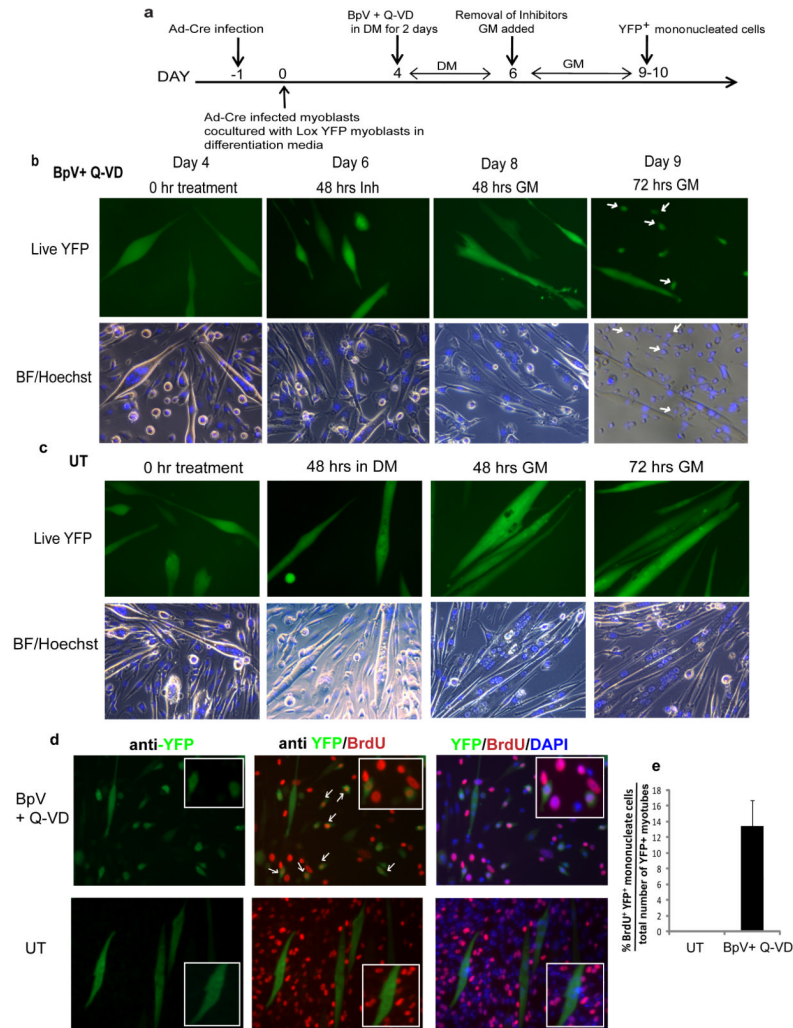 a
Ad-Cre infection
BpV + Q-VD
in DM for 2 days
Removal of Inhibitors
GM added
YFP+ mononucleated cells
DAY -1 0 4 DM 6 GM 9-10
Ad-Cre infected myoblasts
cocultured with Lox YFP myoblasts in
differentiation media
b
BpV+ Q-VD
Day 4 Day 6 Day 8 Day 9
0 hr treatment 48 hrs Inh 48 hrs GM 72 hrs GM
Live YFP
BF/Hoechst
c
UT
0 hr treatment 48 hrs in DM 48 hrs GM 72 hrs GM
Live YFP
BF/Hoechst
d
anti-YFP anti YFP/BrdU YFP/BrdU/DAPI
BpV
+ Q-VD
UT
e
% BrdU+ YFP+ mononucleate cells
total number of YFP+ myotubes
18
16
14
12
10
8
6
4
2
0
UT BpV+ Q-VD